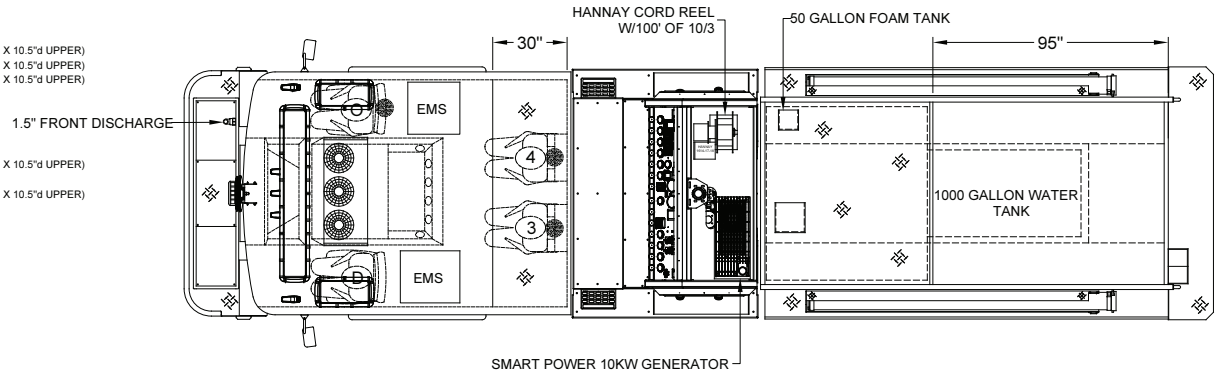 HANNAY CORD REEL
W/100' OF 10/3
50 GALLON FOAM TANK
X 10.5"d UPPER)
X 10.5"d UPPER)
X 10.5"d UPPER)
30"
95"
O
EMS
1.5" FRONT DISCHARGE
HANNAY
4
X 10.5"d UPPER)
X 10.5"d UPPER)
1000 GALLON WATER
TANK
3
D
EMS
SMART POWER 10KW GENERATOR